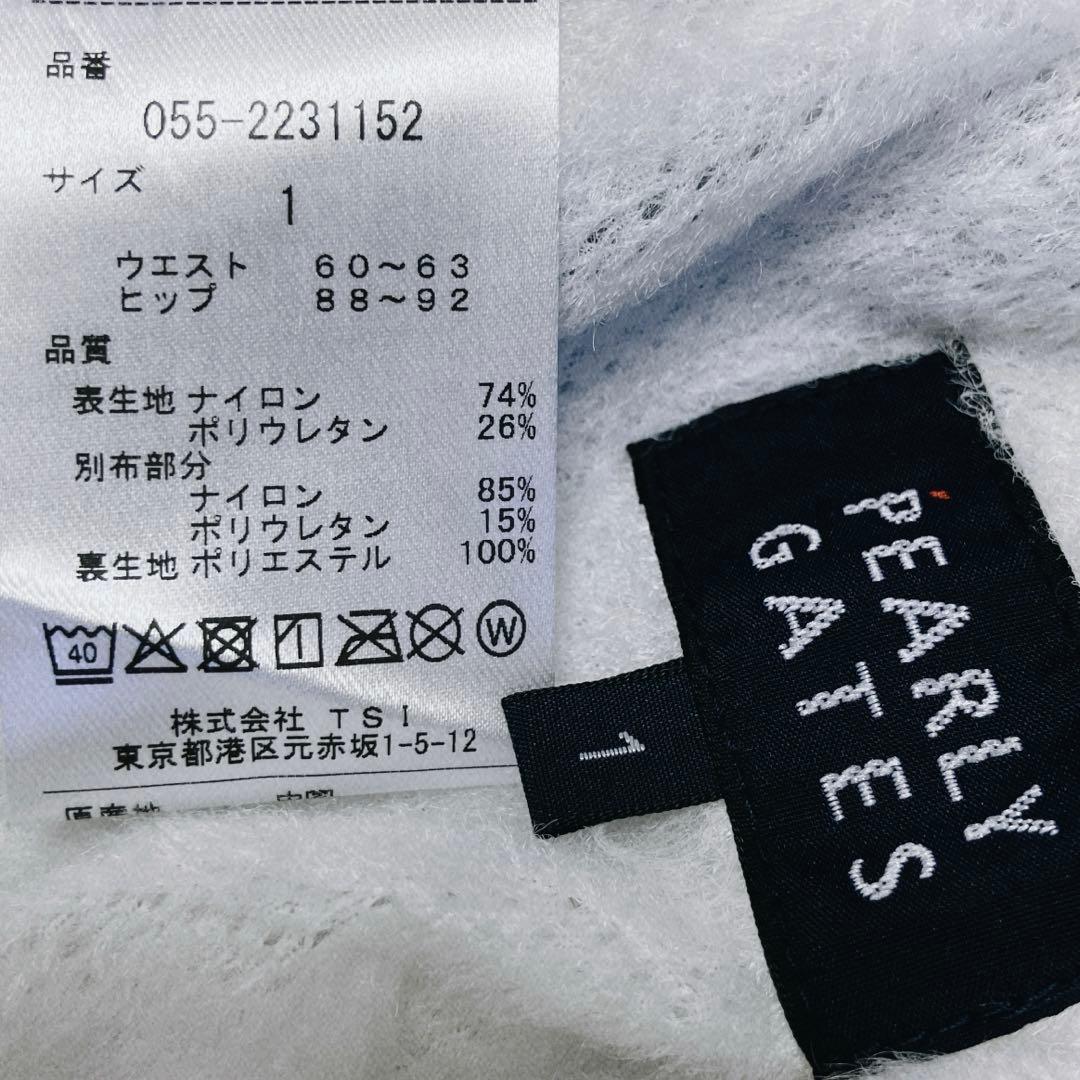 品番
055-2231152
サイズ
1
ウエスト 60～63
ヒップ 88～92
品質
表生地 ナイロン 74%
ポリウレタン 26%
別布部分
ナイロン 85%
ポリウレタン 15%
裏生地 ポリエステル 100%
40
W
株式会社 TSI
東京都港区元赤坂1-5-12
原産地
PEARLY
GATES
1